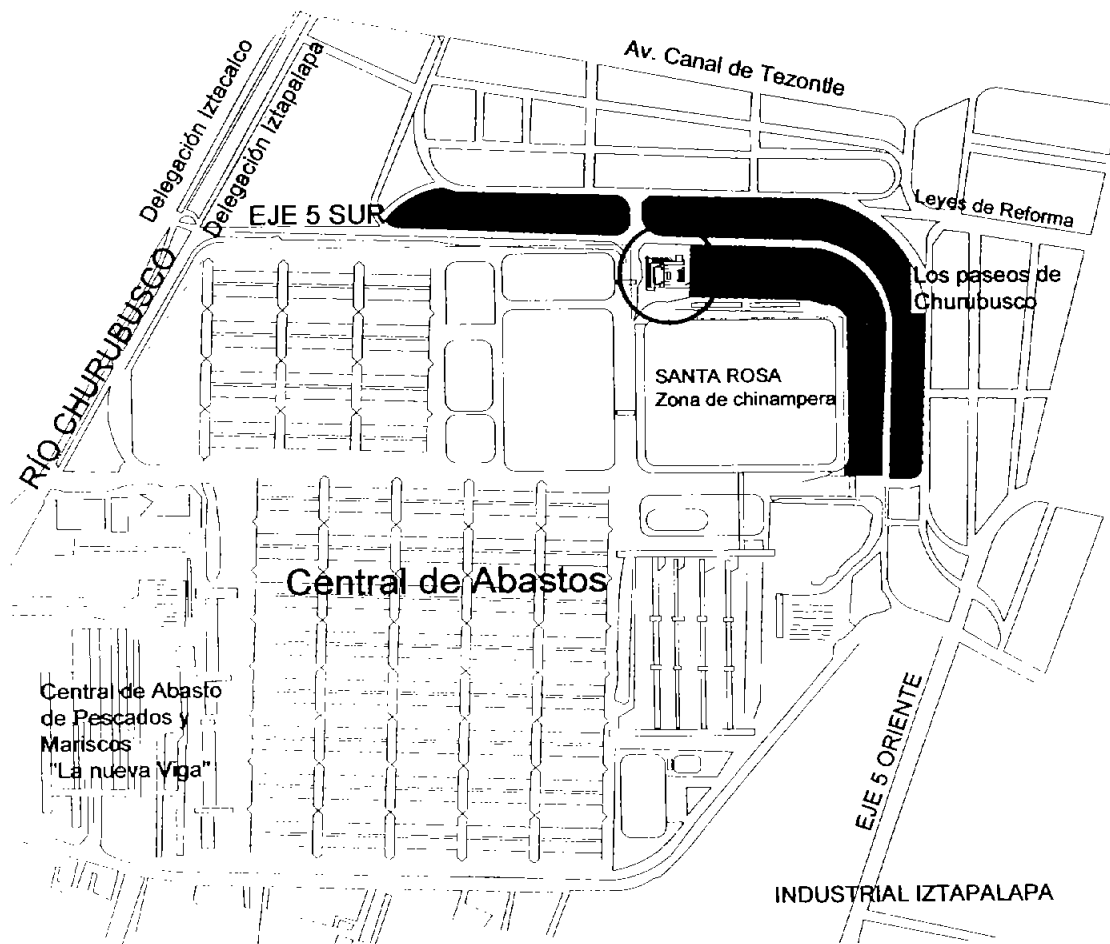 Av. Canal de Tezontle
Delegación Iztacalco
Delegación Iztapalapa
Leyes de Reforma
EJE 5 SUR
RÍO CHURUBUSCO
Los paseos de
Churubusco
SANTA ROSA
Zona de chinampera
Central de Abastos
Central de Abasto
de Pescados y
Mariscos
"La nueva Viga"
EJE 5 ORIENTE
INDUSTRIAL IZTAPALAPA